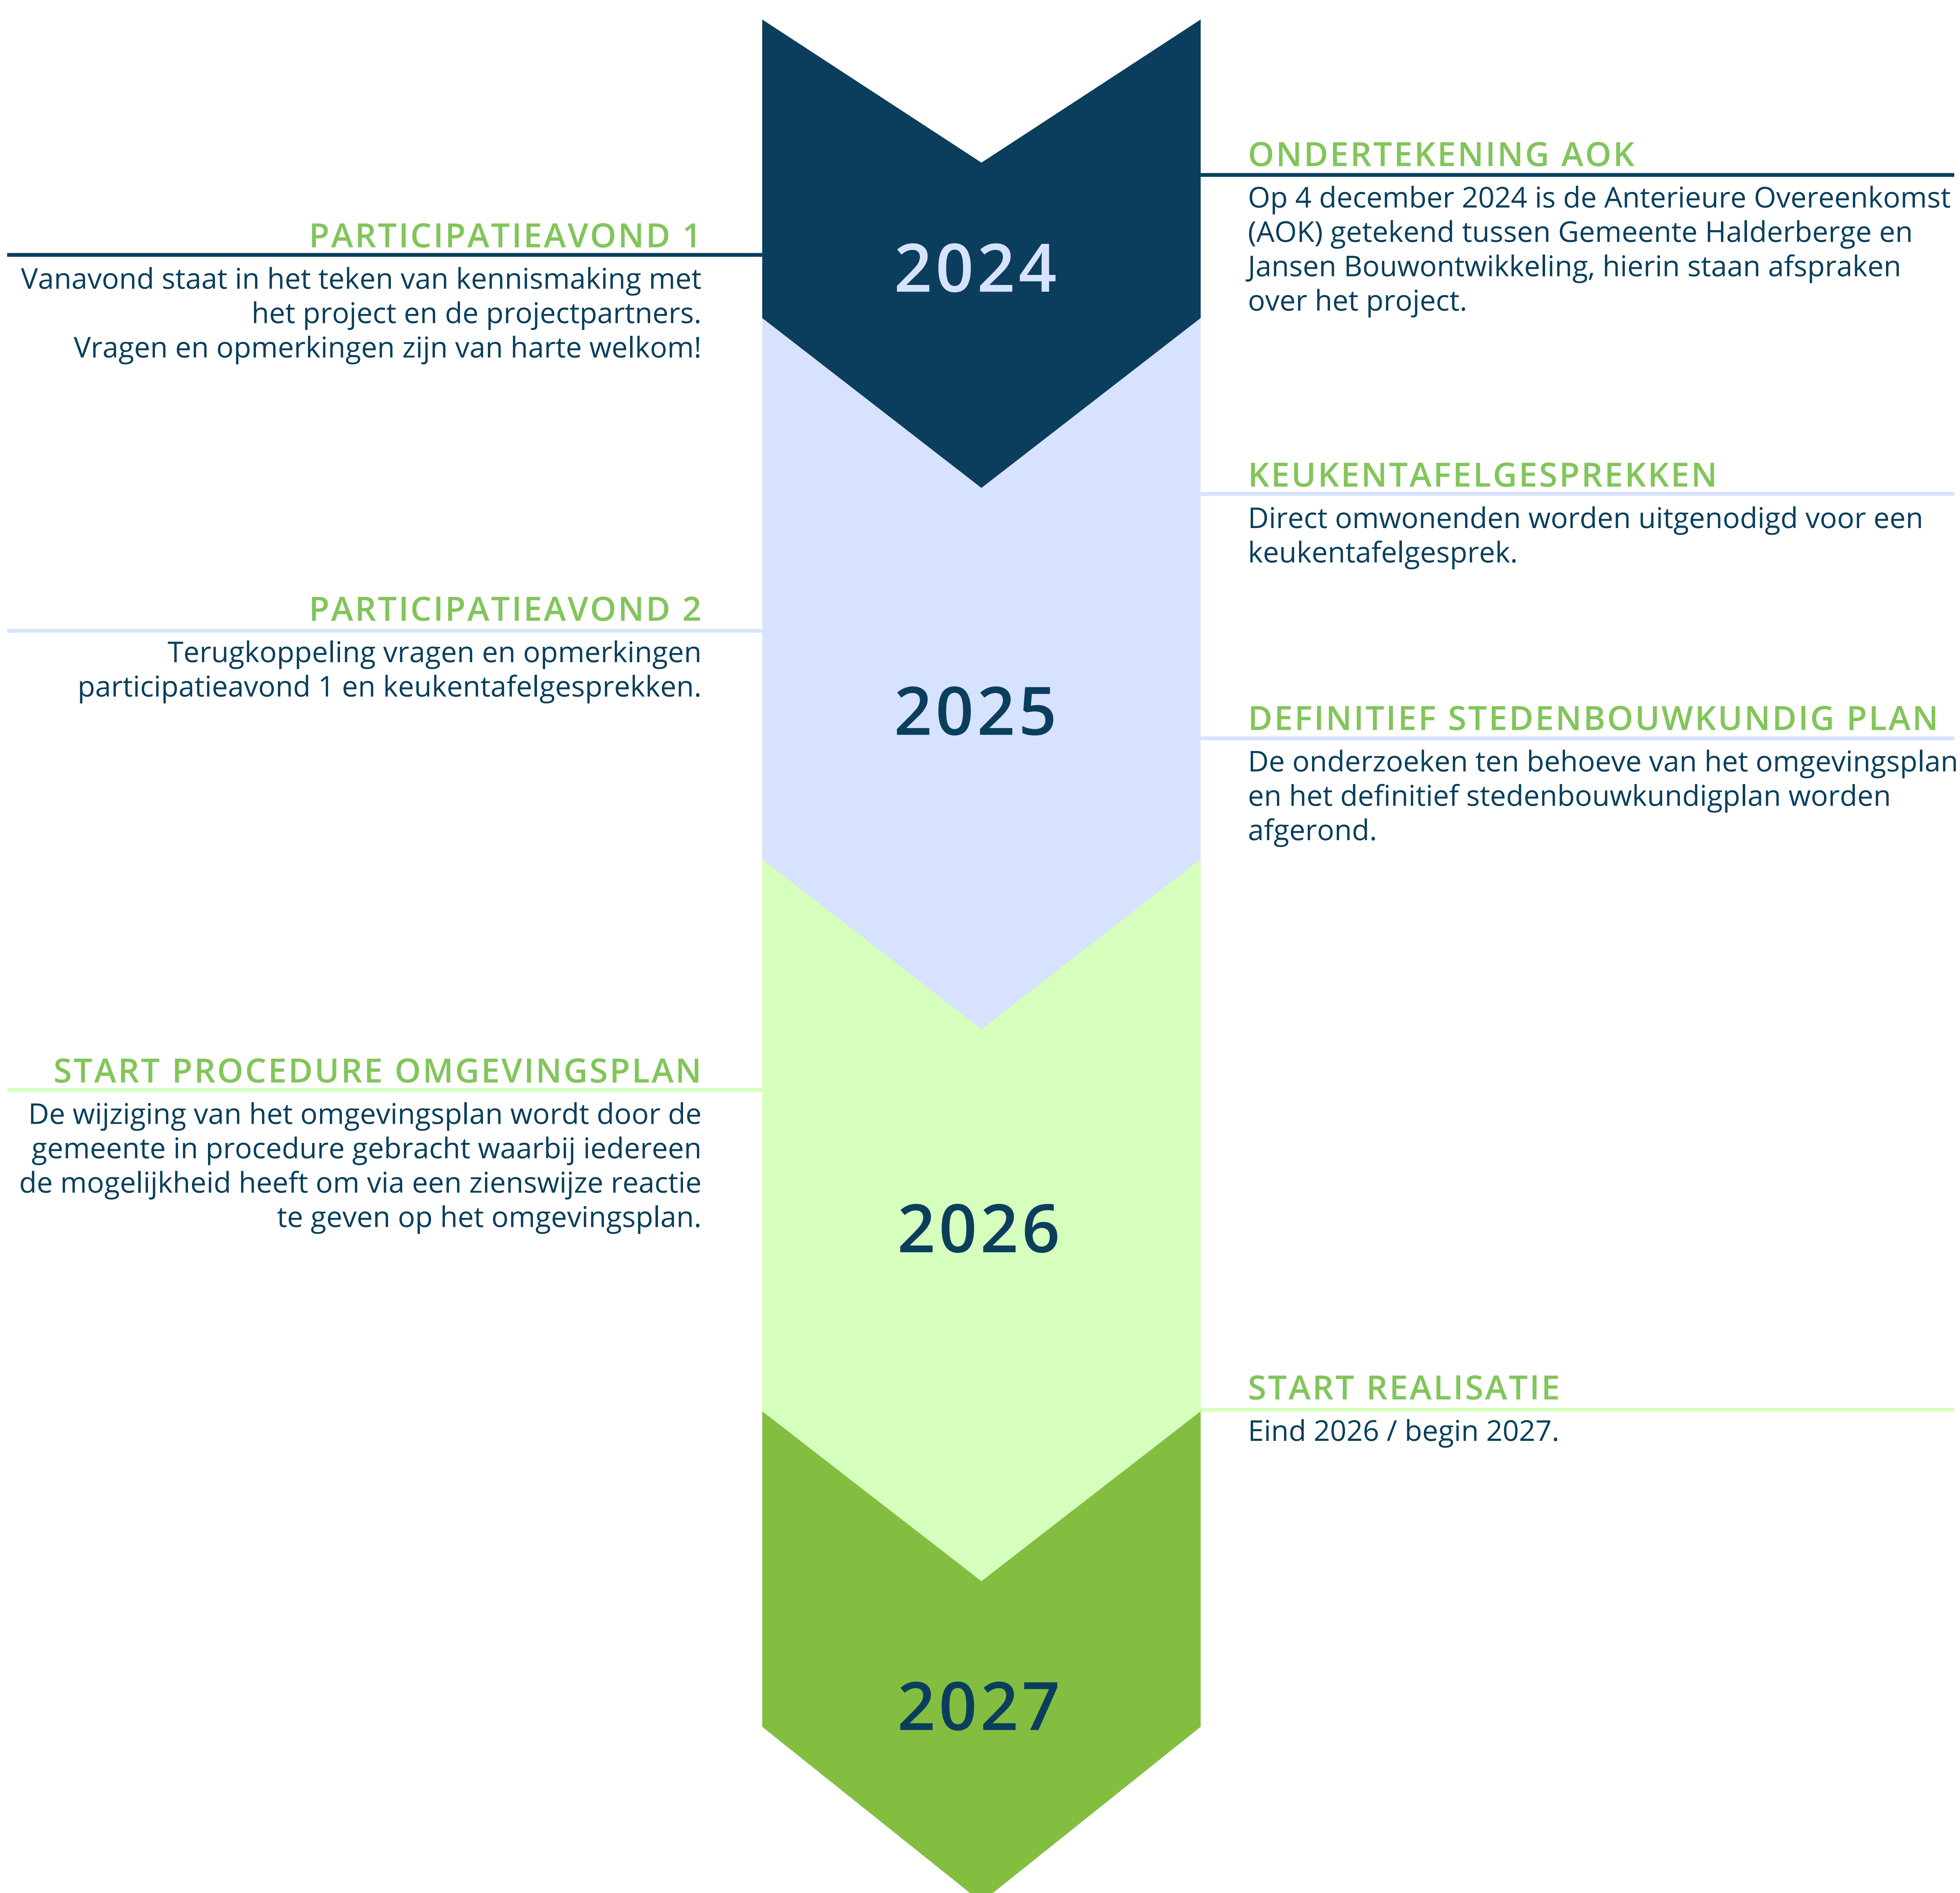 ONDERTEKENING AOK
Op 4 december 2024 is de Anterieure Overeenkomst
(AOK) getekend tussen Gemeente Halderberge en
Jansen Bouwontwikkeling, hierin staan afspraken
over het project.
PARTICIPATIEAVOND 1
Vanavond staat in het teken van kennismaking met
het project en de projectpartners.
Vragen en opmerkingen zijn van harte welkom!
2024
KEUKENTAFELGESPREKKEN
Direct omwonenden worden uitgenodigd voor een
keukentafelgesprek.
PARTICIPATIEAVOND 2
Terugkoppeling vragen en opmerkingen
participatieavond 1 en keukentafelgesprekken.
2025
DEFINITIEF STEDENBOUWKUNDIG PLAN
De onderzoeken ten behoeve van het omgevingsplan
en het definitief stedenbouwkundigplan worden
afgerond.
START PROCEDURE OMGEVINGSPLAN
De wijziging van het omgevingsplan wordt door de
gemeente in procedure gebracht waarbij iedereen
de mogelijkheid heeft om via een zienswijze reactie
te geven op het omgevingsplan.
2026
START REALISATIE
Eind 2026 / begin 2027.
2027